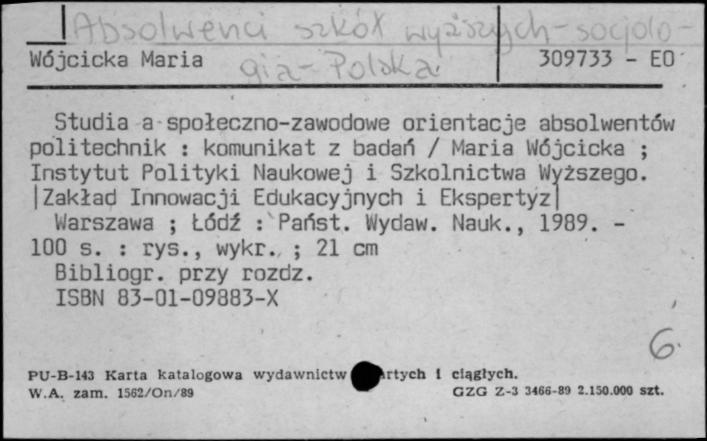 Absolwenci szkół wyższych - socjolo-
gia - Polska
Wójcicka Maria 309733 - EO
Studia a społeczno-zawodowe orientacje absolwentów
politechnik : komunikat z badań / Maria Wójcicka ;
Instytut Polityki Naukowej i Szkolnictwa Wyższego.
|Zakład Innowacji Edukacyjnych i Ekspertyz|
Warszawa ; Łódź : Państ. Wydaw. Nauk., 1989. -
100 s. : rys., wykr., ; 21 cm
Bibliogr. przy rozdz.
ISBN 83-01-09883-X
6.
PU-B-143 Karta katalogowa wydawnictw rtych i ciągłych.
W.A. zam. 1562/On/89 GZG Z-3 3466-89 2.150.000 szt.